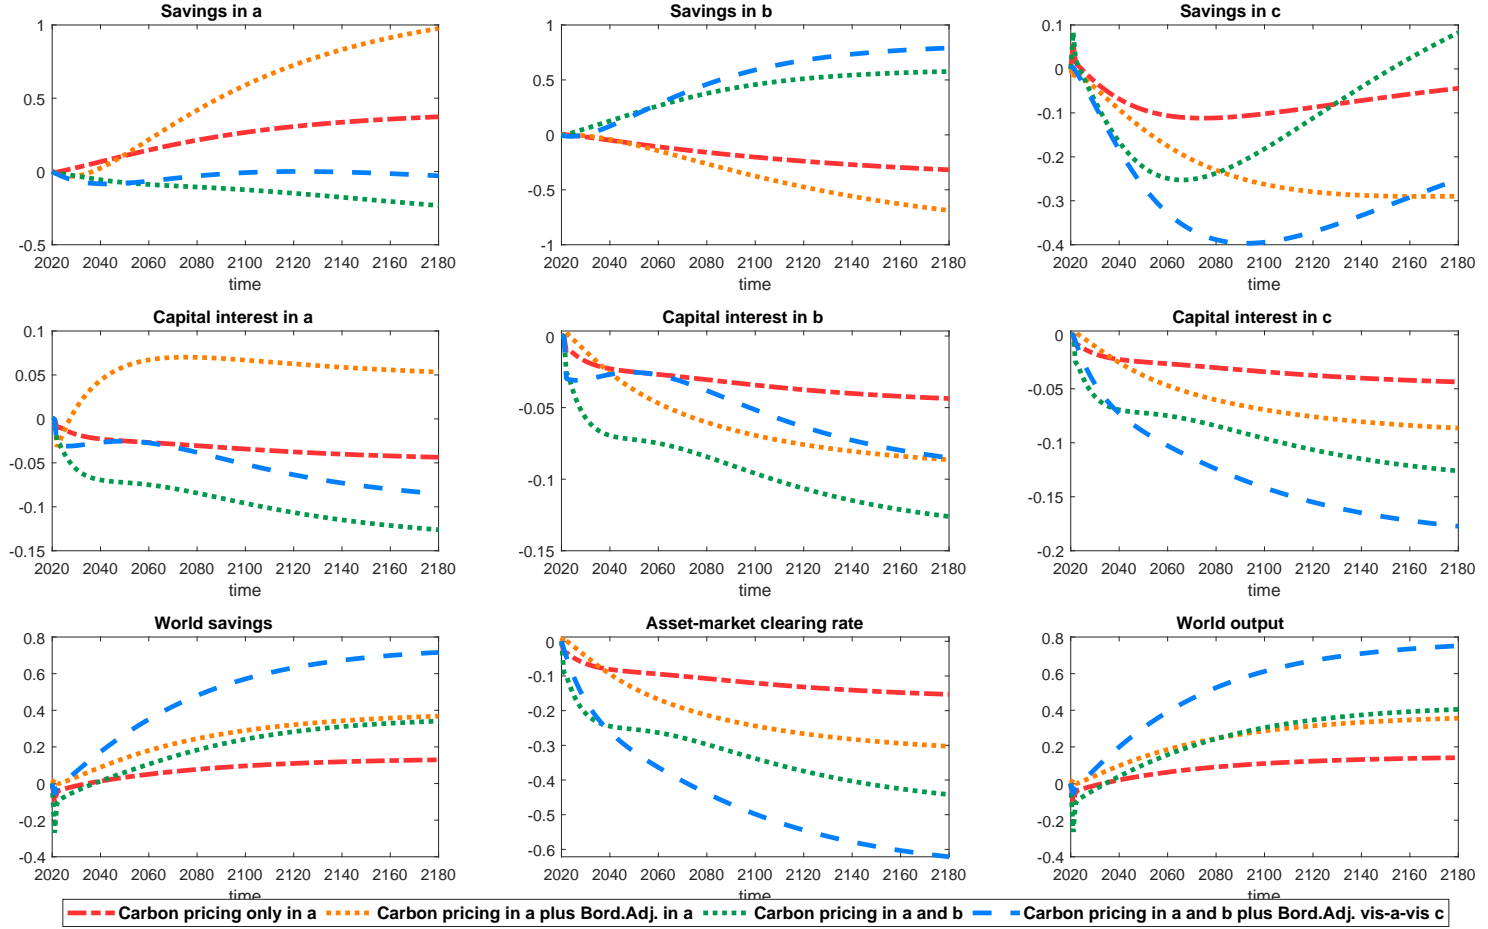 Savings in a
1
0.5
0
-0.5
2020 2040 2060 2080 2100 2120 2140 2160 2180
time
Savings in b
1
0.5
0
-0.5
-1
2020 2040 2060 2080 2100 2120 2140 2160 2180
time
Savings in c
0.1
0
-0.1
-0.2
-0.3
-0.4
2020 2040 2060 2080 2100 2120 2140 2160 2180
time
Capital interest in a
0.1
0.05
0
-0.05
-0.1
-0.15
2020 2040 2060 2080 2100 2120 2140 2160 2180
time
Capital interest in b
0
-0.05
-0.1
-0.15
2020 2040 2060 2080 2100 2120 2140 2160 2180
time
Capital interest in c
0
-0.05
-0.1
-0.15
-0.2
2020 2040 2060 2080 2100 2120 2140 2160 2180
time
World savings
0.8
0.6
0.4
0.2
0
-0.2
-0.4
2020 2040 2060 2080 2100 2120 2140 2160 2180
time
Asset-market clearing rate
0
-0.1
-0.2
-0.3
-0.4
-0.5
-0.6
2020 2040 2060 2080 2100 2120 2140 2160 2180
time
World output
0.8
0.6
0.4
0.2
0
-0.2
-0.4
2020 2040 2060 2080 2100 2120 2140 2160 2180
time
Carbon pricing only in a Carbon pricing in a plus Bord.Adj. in a Carbon pricing in a and b Carbon pricing in a and b plus Bord.Adj. vis-a-vis c